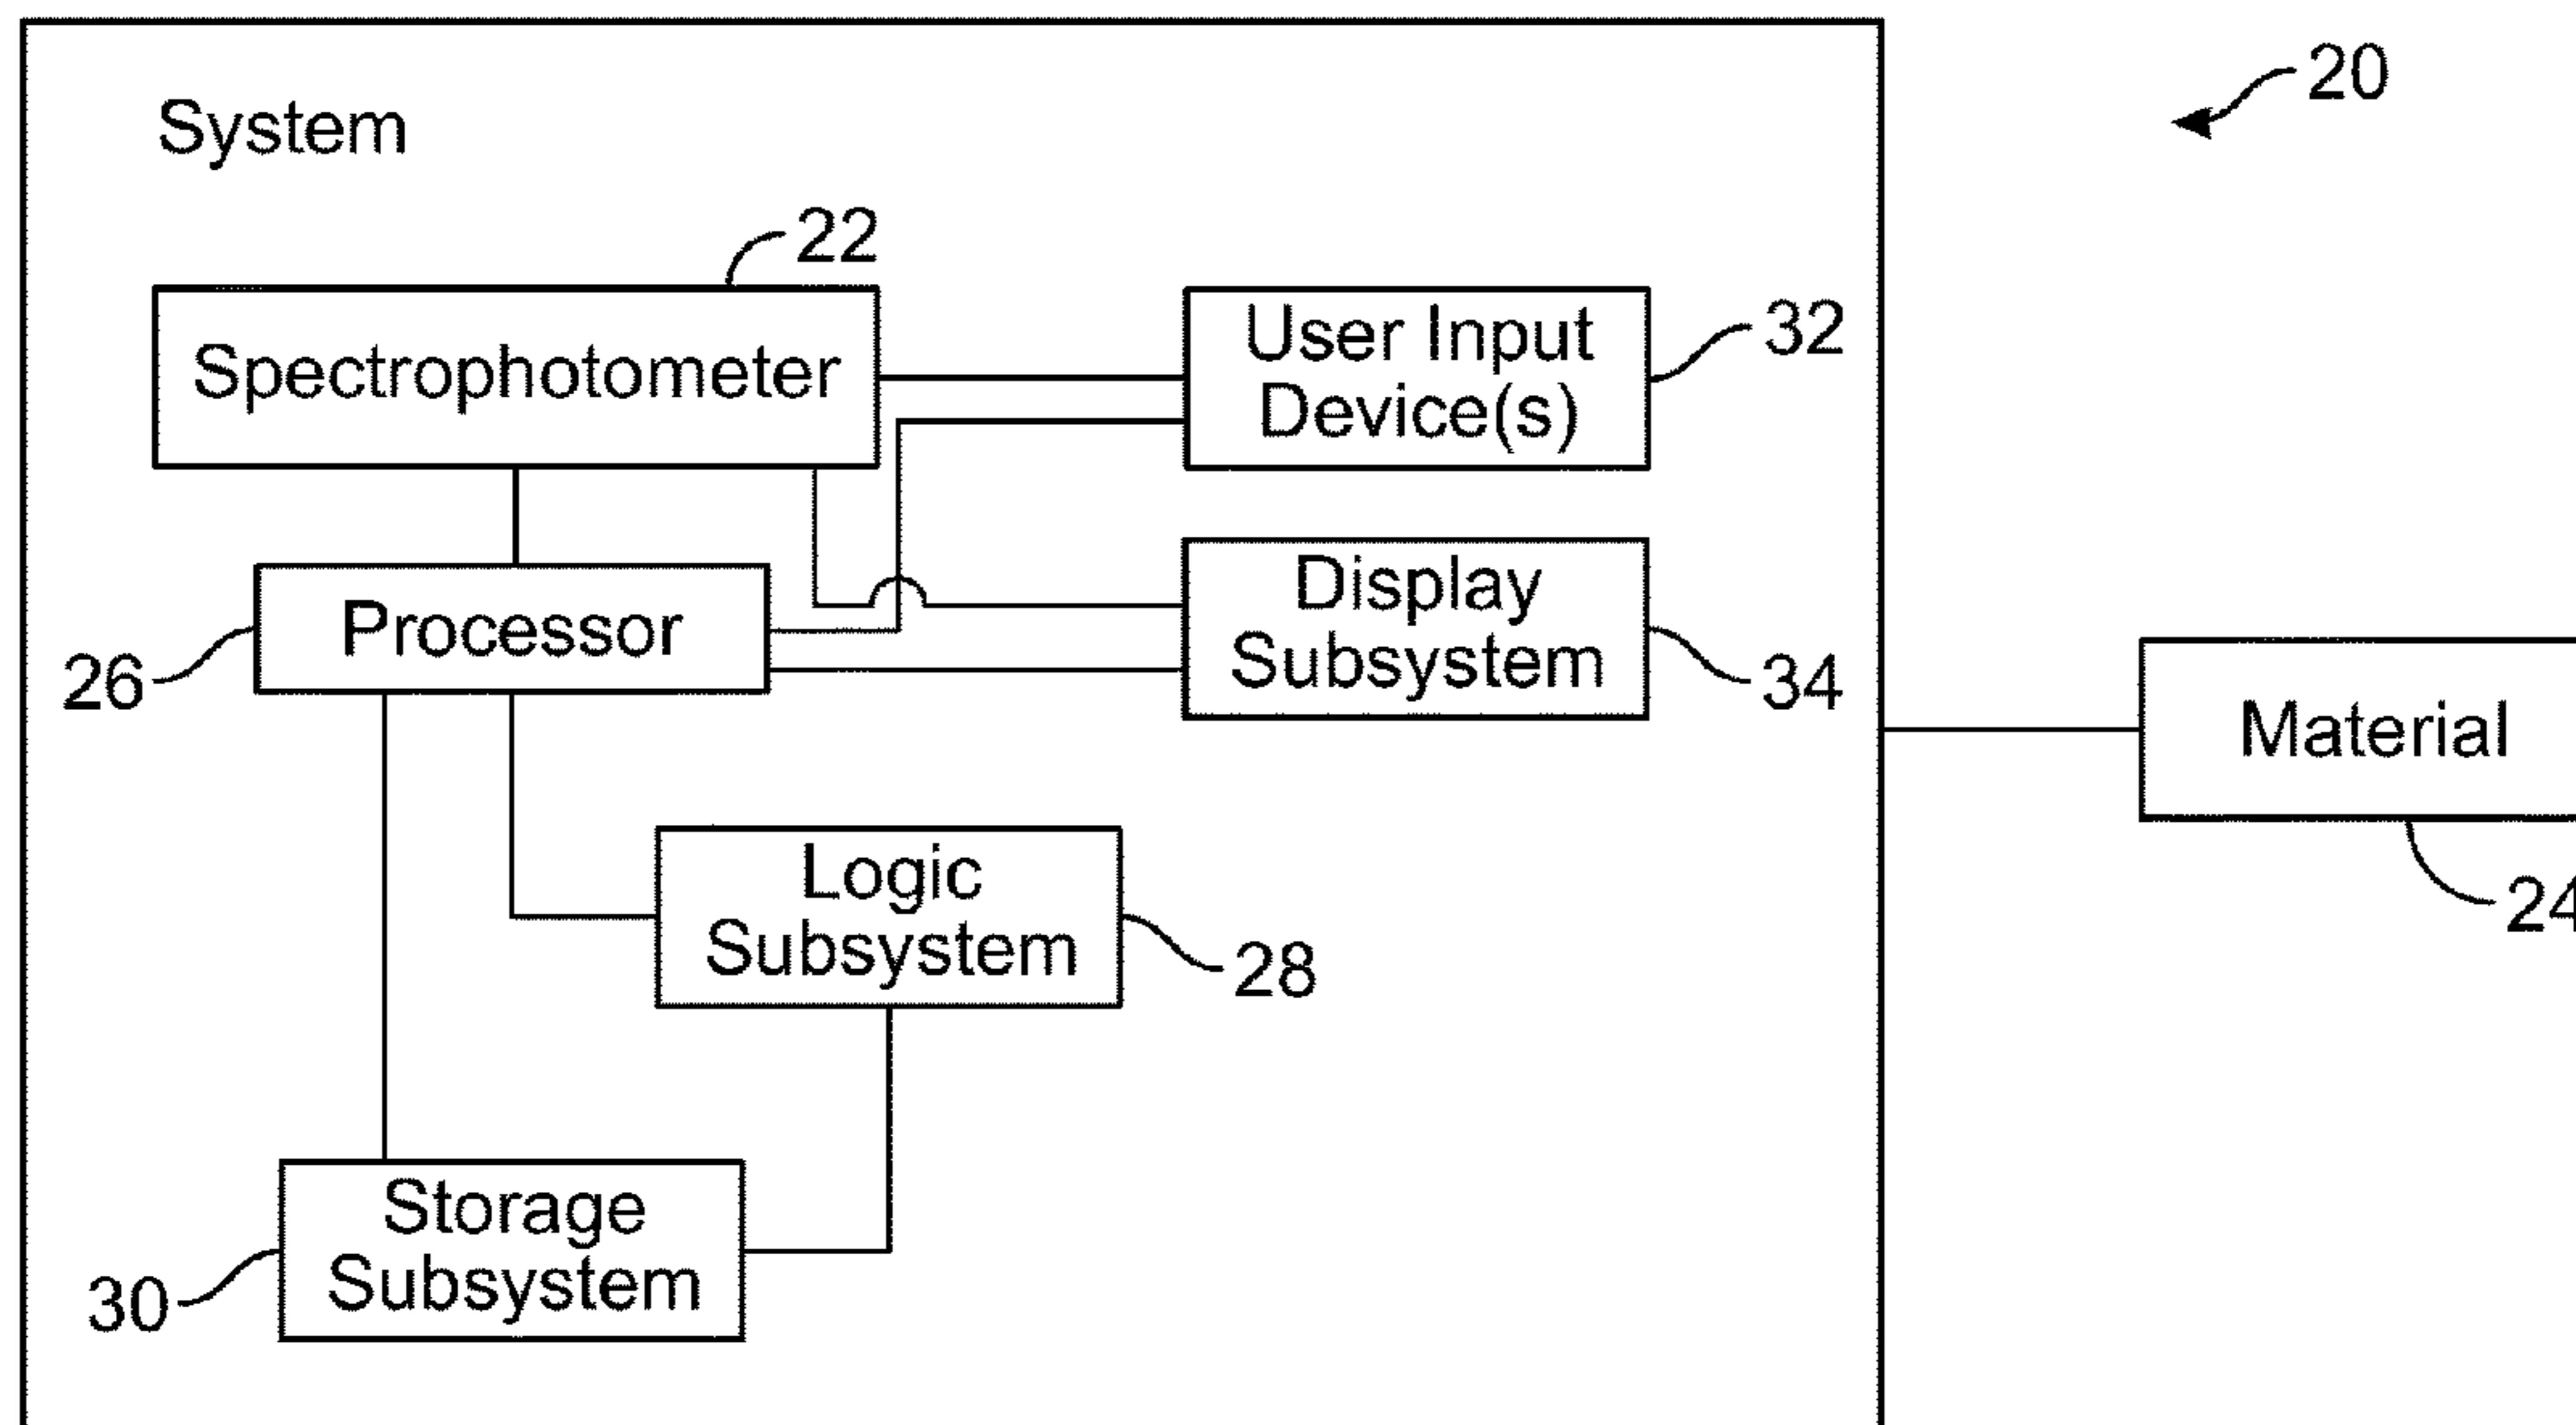 System
20
22
Spectrophotometer
User Input
Device(s)
32
Processor
26
Display
Subsystem
34
Material
24
Logic
Subsystem
28
Storage
Subsystem
30